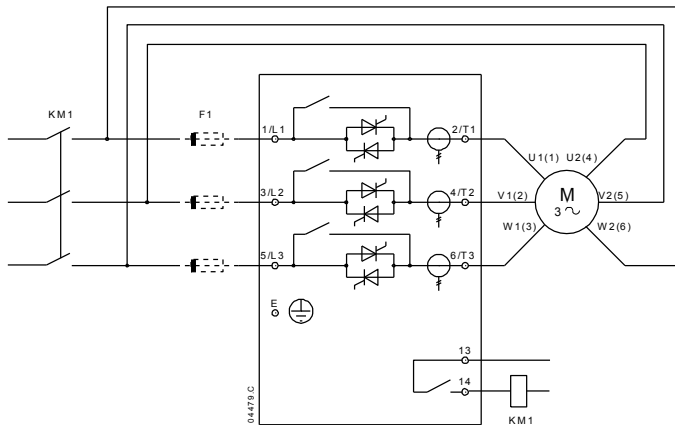 KM1
F1
1/L1
2/T1
U1(1)
U2(4)
3/L2
4/T2
V1(2)
M
3
V2(5)
W1(3)
W2(6)
5/L3
6/T3
E
13
14
KM1
04479.C